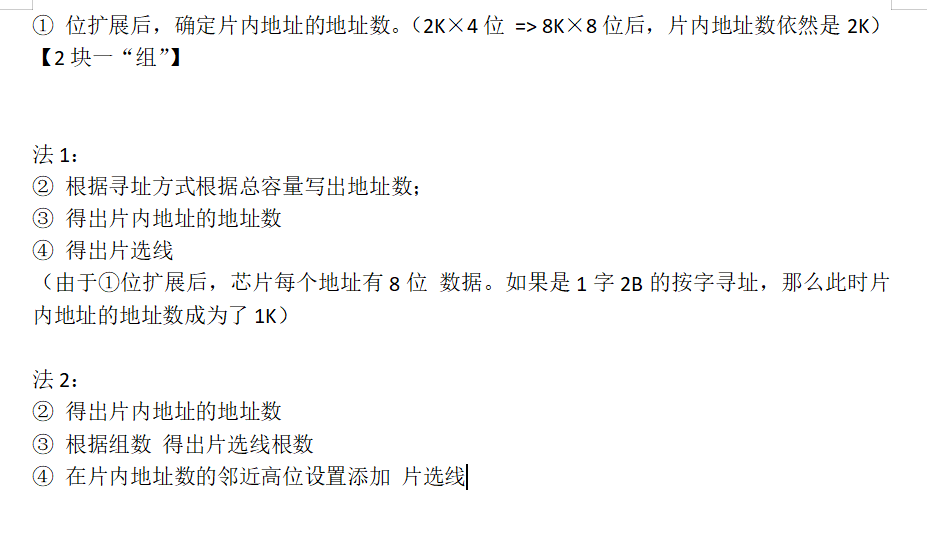 ① 位扩展后，确定片内地址的地址数。（2K×4 位 => 8K×8 位后，片内地址数依然是 2K）
【2 块一“组”】
法 1：
② 根据寻址方式根据总容量写出地址数；
③ 得出片内地址的地址数
④ 得出片选线
（由于①位扩展后，芯片每个地址有 8 位 数据。如果是 1 字 2B 的按字寻址，那么此时片
内地址的地址数成为了 1K）
法 2：
② 得出片内地址的地址数
③ 根据组数 得出片选线根数
④ 在片内地址数的邻近高位设置添加 片选线